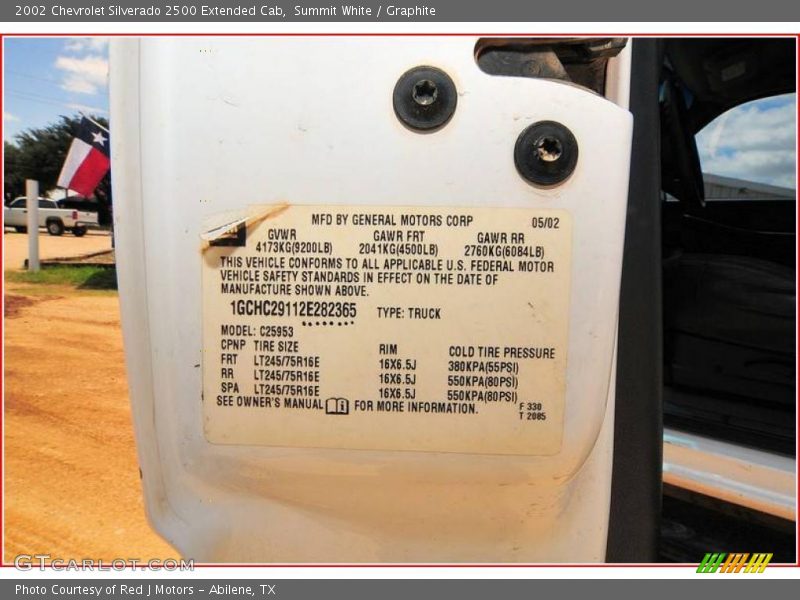 2002 Chevrolet Silverado 2500 Extended Cab, Summit White / Graphite
MFD BY GENERAL MOTORS CORP 05/02
GVWR GAWR FRT GAWR RR
4173KG(9200LB) 2041KG(4500LB) 2760KG(6084LB)
THIS VEHICLE CONFORMS TO ALL APPLICABLE U.S. FEDERAL MOTOR
VEHICLE SAFETY STANDARDS IN EFFECT ON THE DATE OF
MANUFACTURE SHOWN ABOVE.
1GCHC29112E282365 TYPE: TRUCK
MODEL: C25953
CPNP TIRE SIZE RIM COLD TIRE PRESSURE
FRT LT245/75R16E 16X6.5J 380KPA(55PSI)
RR LT245/75R16E 16X6.5J 550KPA(80PSI)
SPA LT245/75R16E 16X6.5J 550KPA(80PSI)
SEE OWNER'S MANUAL FOR MORE INFORMATION. F 330
T 2085
GTCarLot.com
Photo Courtesy of Red J Motors - Abilene, TX